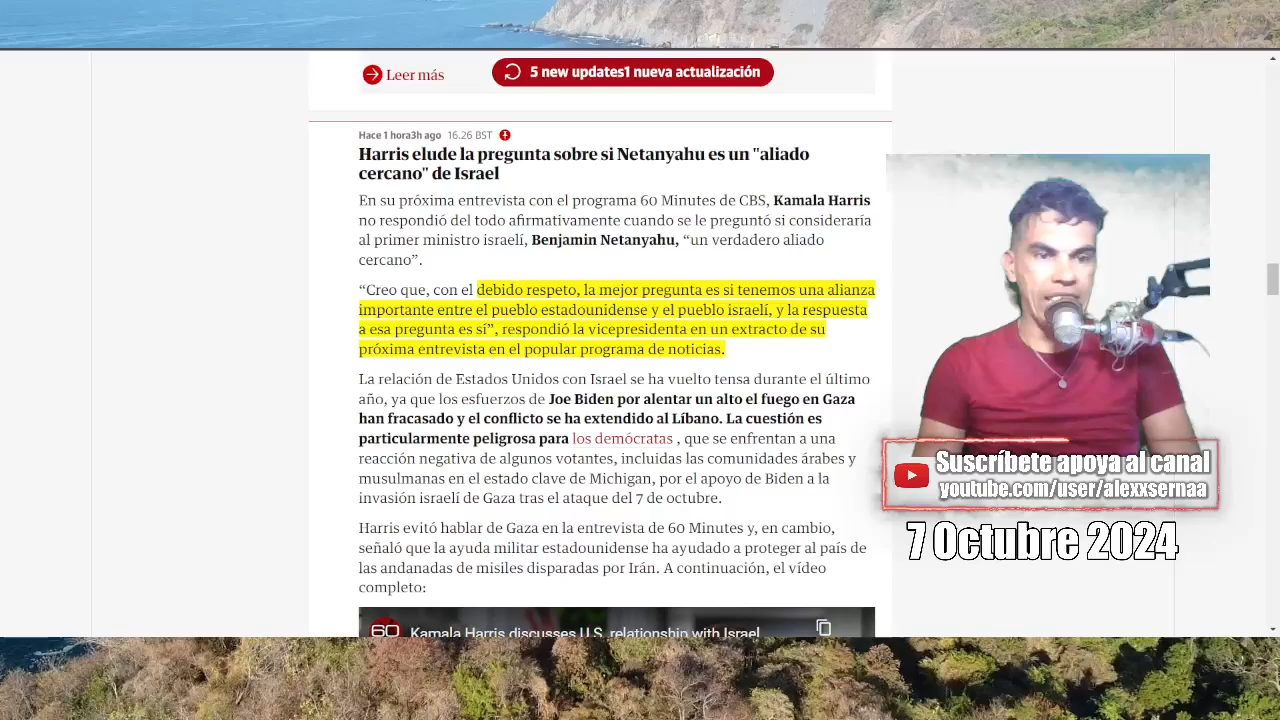 Leer más
5 new updates1 nueva actualización
Hace 1 hora3h ago 16.26 BST
Harris elude la pregunta sobre si Netanyahu es un "aliado
cercano" de Israel
En su próxima entrevista con el programa 60 Minutes de CBS, Kamala Harris
no respondió del todo afirmativamente cuando se le preguntó si consideraría
al primer ministro israelí, Benjamin Netanyahu, “un verdadero aliado
cercano”.
“Creo que, con el debido respeto, la mejor pregunta es si tenemos una alianza
importante entre el pueblo estadounidense y el pueblo israelí, y la respuesta
a esa pregunta es sí”, respondió la vicepresidenta en un extracto de su
próxima entrevista en el popular programa de noticias.
La relación de Estados Unidos con Israel se ha vuelto tensa durante el último
año, ya que los esfuerzos de Joe Biden por alentar un alto el fuego en Gaza
han fracasado y el conflicto se ha extendido al Líbano. La cuestión es
particularmente peligrosa para los demócratas , que se enfrentan a una
reacción negativa de algunos votantes, incluidas las comunidades árabes y
musulmanas en el estado clave de Michigan, por el apoyo de Biden a la
invasión israelí de Gaza tras el ataque del 7 de octubre.
Harris evitó hablar de Gaza en la entrevista de 60 Minutes y, en cambio,
señaló que la ayuda militar estadounidense ha ayudado a proteger al país de
las andanadas de misiles disparadas por Irán. A continuación, el vídeo
completo:
60 Kamala Harris discusses U.S. relationship with Israel
Suscríbete apoya al canal
youtube.com/user/alexxsernaa
7 Octubre 2024